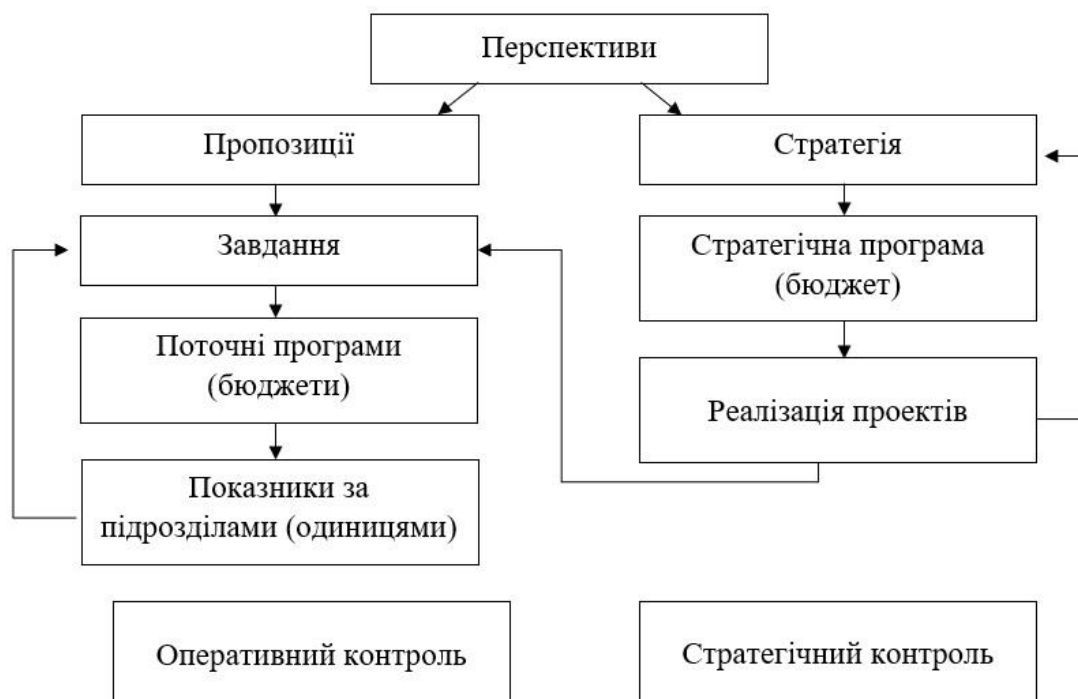 Перспективи
Пропозиції
Стратегія
Завдання
Стратегічна програма
(бюджет)
Поточні програми
(бюджети)
Реалізація проектів
Показники за
підрозділами (одиницями)
Оперативний контроль
Стратегічний контроль